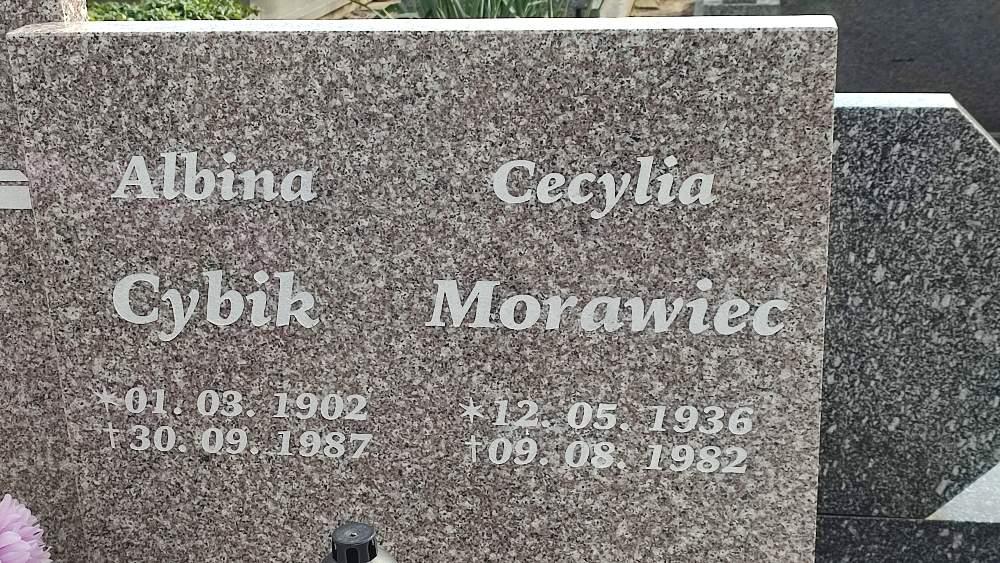 Albina
Cybik
*01. 03. 1902
†30. 09. 1987
Cecylia
Morawiec
*12. 05. 1936
†09. 08. 1982